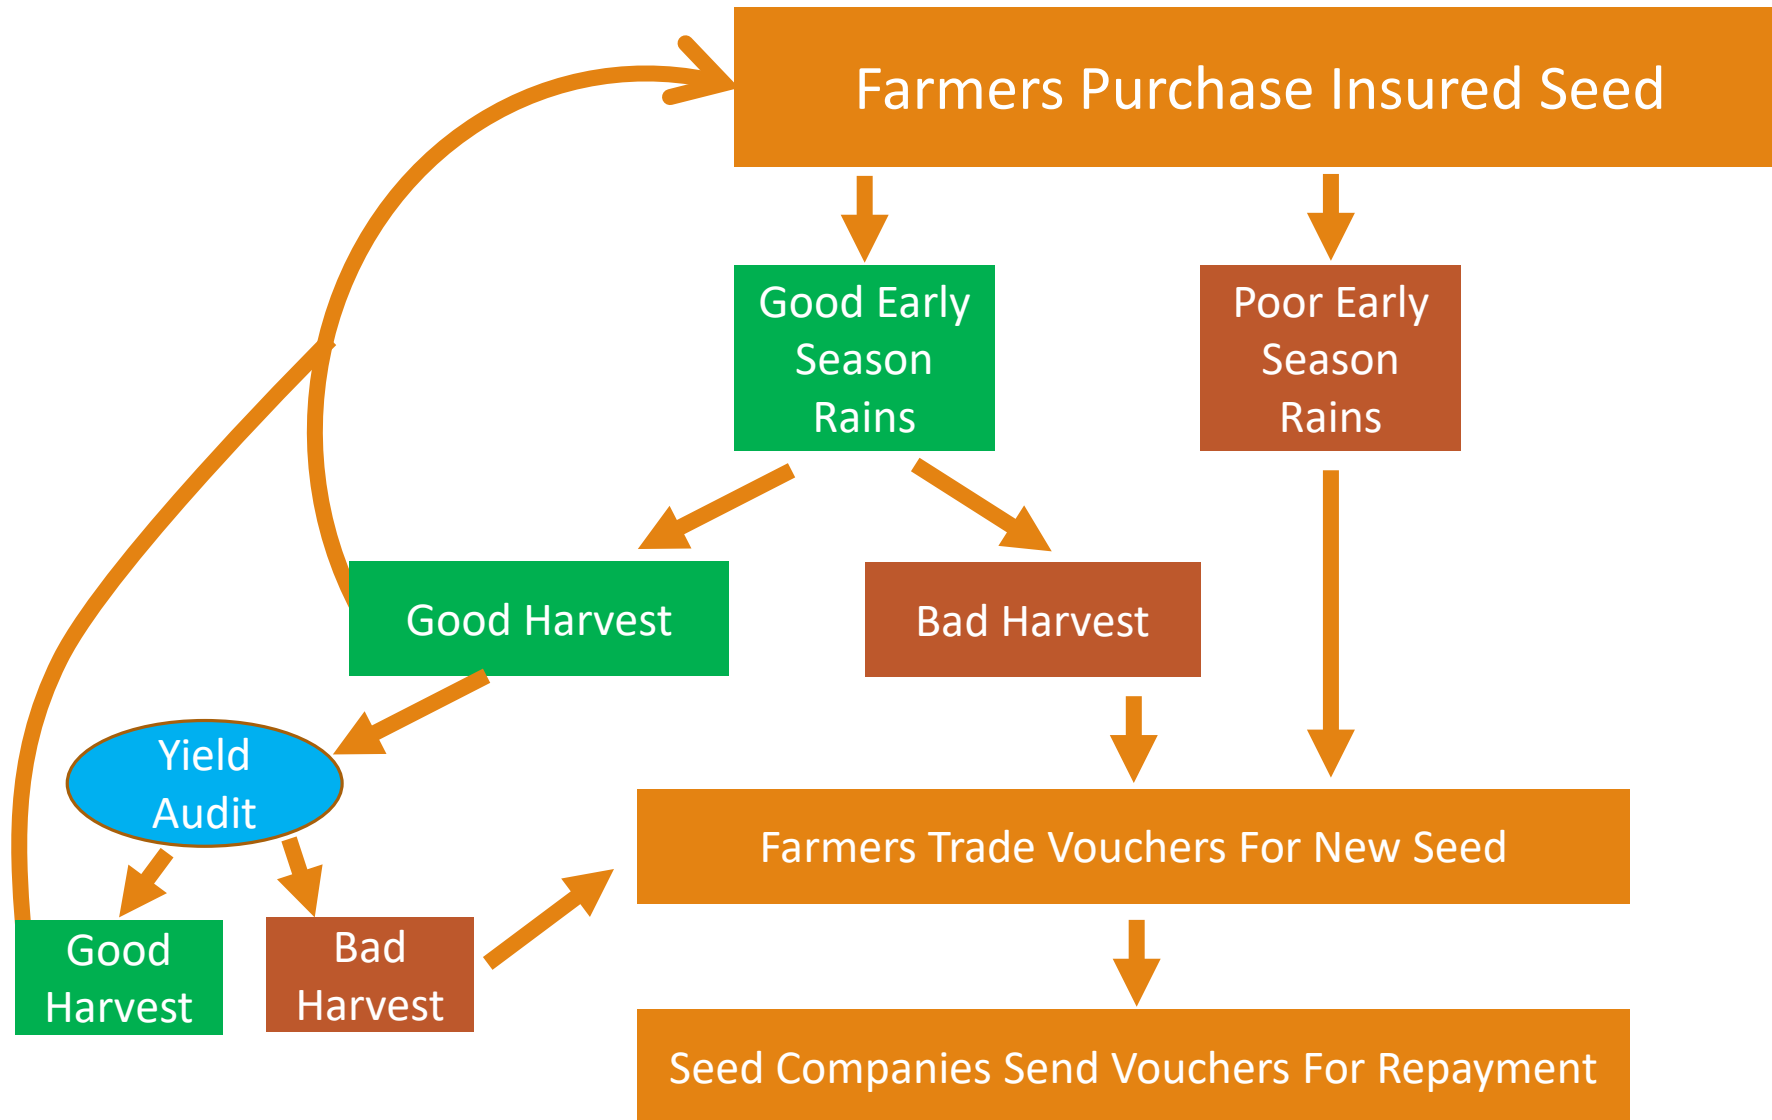 Farmers Purchase Insured Seed
Good Early
Season
Rains
Poor Early
Season
Rains
Good Harvest
Bad Harvest
Yield
Audit
Farmers Trade Vouchers For New Seed
Good
Harvest
Bad
Harvest
Seed Companies Send Vouchers For Repayment